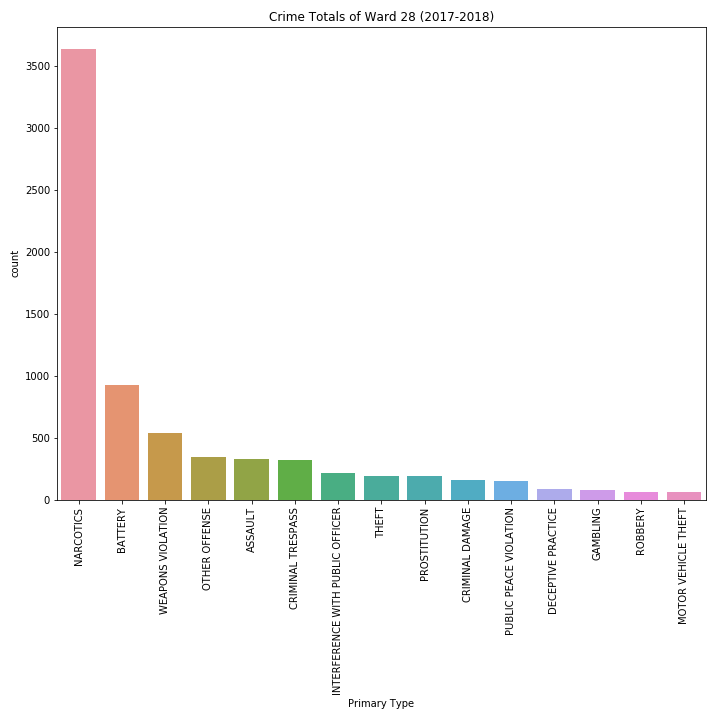 Crime Totals of Ward 28 (2017-2018)
3500
3000
2500
2000
1500
1000
500
0
count
NARCOTICS
BATTERY
WEAPONS VIOLATION
OTHER OFFENSE
ASSAULT
CRIMINAL TRESPASS
INTERFERENCE WITH PUBLIC OFFICER
THEFT
PROSTITUTION
CRIMINAL DAMAGE
PUBLIC PEACE VIOLATION
DECEPTIVE PRACTICE
GAMBLING
ROBBERY
MOTOR VEHICLE THEFT
Primary Type